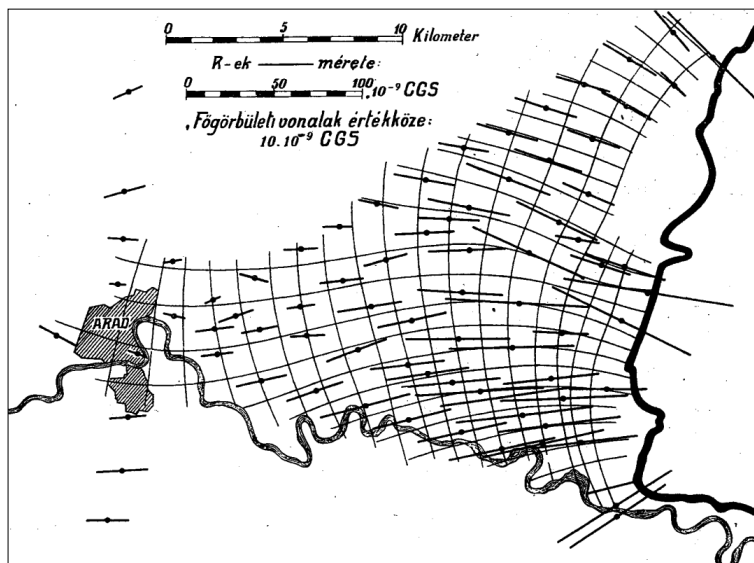 0 5 10 Kilometer
R-ek —— mérete:
0 50 100 .10⁻⁹ CGS
Főgörbületi vonalak értékköze:
10.10⁻⁹ CGS
ARAD